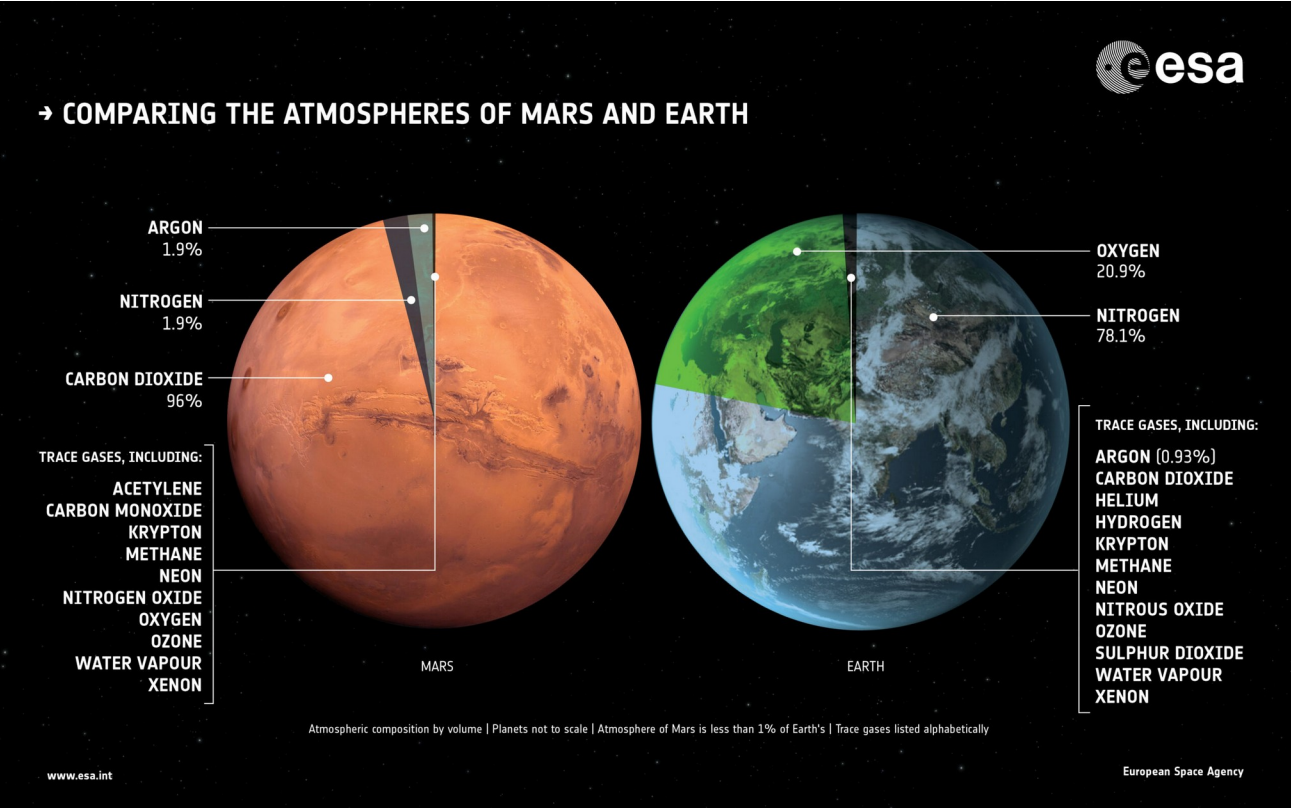 esa
→ COMPARING THE ATMOSPHERES OF MARS AND EARTH
ARGON
1.9%
NITROGEN
1.9%
CARBON DIOXIDE
96%
TRACE GASES, INCLUDING:
ACETYLENE
CARBON MONOXIDE
KRYPTON
METHANE
NEON
NITROGEN OXIDE
OXYGEN
OZONE
WATER VAPOUR
XENON
MARS
OXYGEN
20.9%
NITROGEN
78.1%
TRACE GASES, INCLUDING:
ARGON (0.93%)
CARBON DIOXIDE
HELIUM
HYDROGEN
KRYPTON
METHANE
NEON
NITROUS OXIDE
OZONE
SULPHUR DIOXIDE
WATER VAPOUR
XENON
EARTH
Atmospheric composition by volume | Planets not to scale | Atmosphere of Mars is less than 1% of Earth's | Trace gases listed alphabetically
www.esa.int
European Space Agency